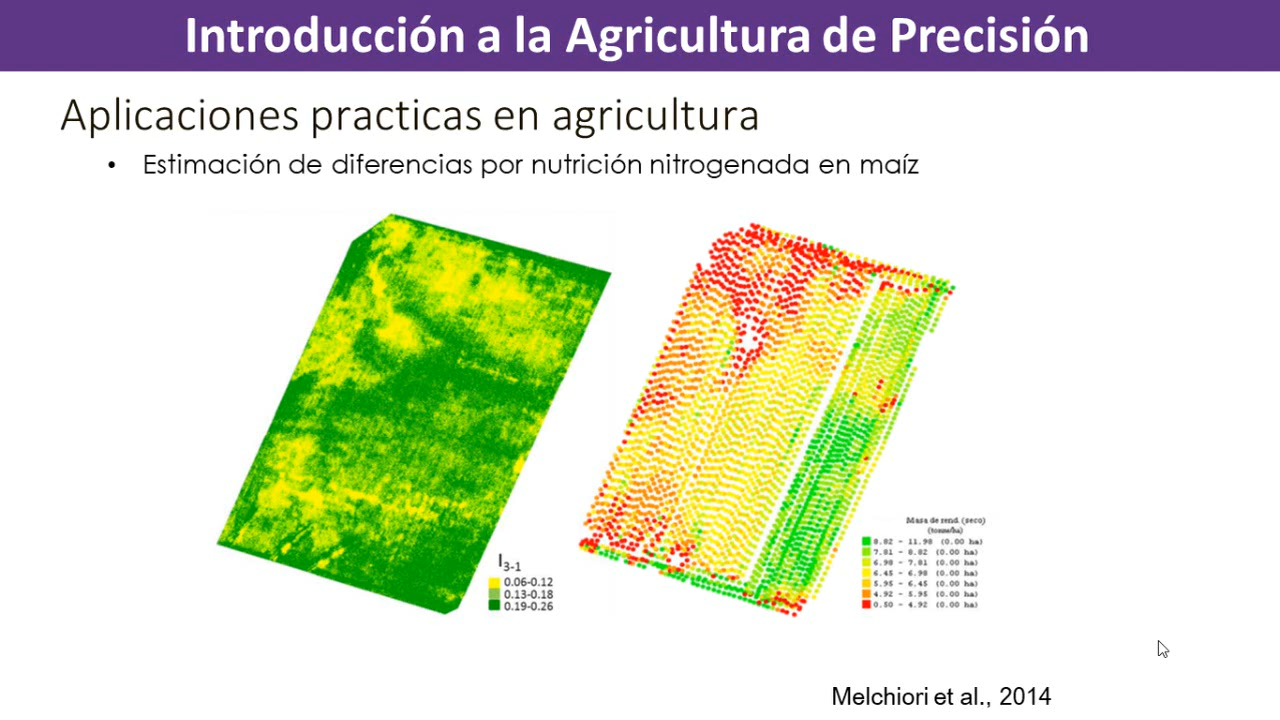 Introducción a la Agricultura de Precisión
Aplicaciones practicas en agricultura
• Estimación de diferencias por nutrición nitrogenada en maíz
I3-1
0.06-0.12
0.13-0.18
0.19-0.26
Masa de rend. (seco)
(tonne/ha)
8.82 - 11.98 (0.00 ha)
7.81 - 8.82 (0.00 ha)
6.98 - 7.81 (0.00 ha)
6.45 - 6.98 (0.00 ha)
5.95 - 6.45 (0.00 ha)
4.92 - 5.95 (0.00 ha)
0.50 - 4.92 (0.00 ha)
Melchiori et al., 2014